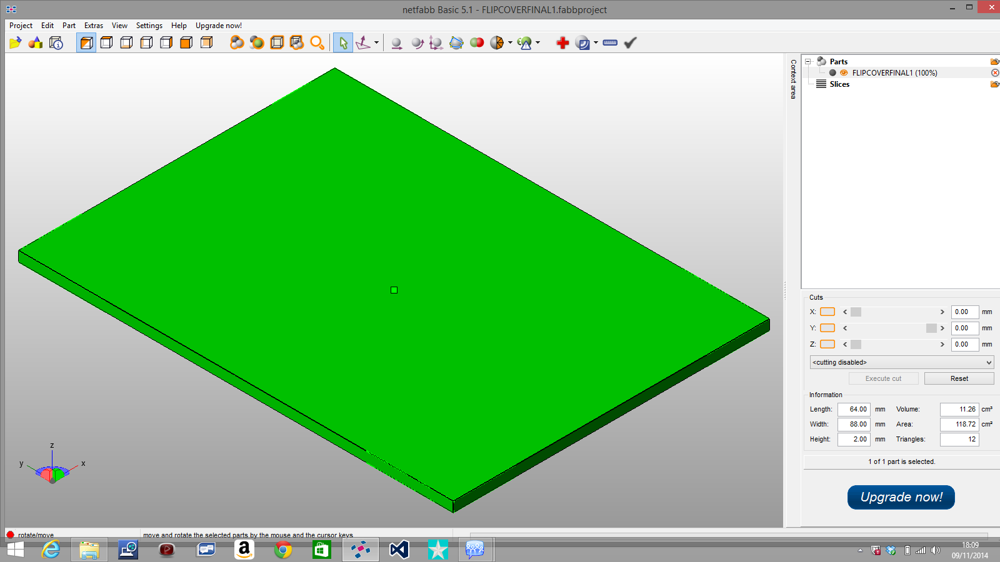 netfabb Basic 5.1 - FLIPCOVERFINAL1.fabbproject
Project Edit Part Extras View Settings Help Upgrade now!
Context area
Parts
FLIPCOVERFINAL1 (100%)
Slices
Cuts
X: < > 0.00 mm
Y: < > 0.00 mm
Z: < > 0.00 mm
<cutting disabled>
Execute cut Reset
Information
Length: 64.00 mm Volume: 11.26 cm³
Width: 88.00 mm Area: 118.72 cm²
Height: 2.00 mm Triangles: 12
1 of 1 part is selected.
Upgrade now!
z
y x
rotate/move move and rotate the selected parts by the mouse and the cursor keys
a
18:09
09/11/2014